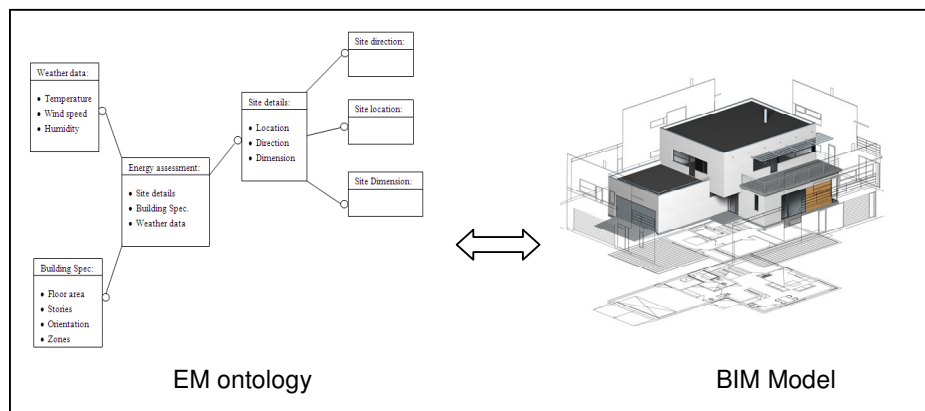 Site direction:
Weather data:
• Temperature
• Wind speed
• Humidity
Site details:
• Location
• Direction
• Dimension
Site location:
Energy assessment:
• Site details
• Building Spec.
• Weather data
Site Dimension:
Building Spec:
• Floor area
• Stories
• Orientation
• Zones
EM ontology
BIM Model